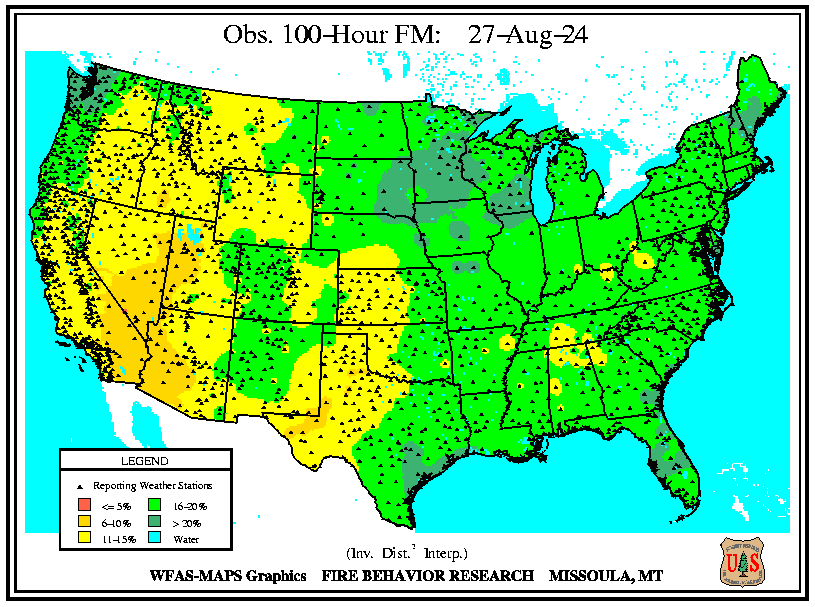 Obs. 100-Hour FM: 27-Aug-24
LEGEND
Reporting Weather Stations
<= 5% 16-20%
6-10% > 20%
11-15% Water
(Inv. Dist.² Interp.)
WFAS-MAPS Graphics FIRE BEHAVIOR RESEARCH MISSOULA, MT
U S